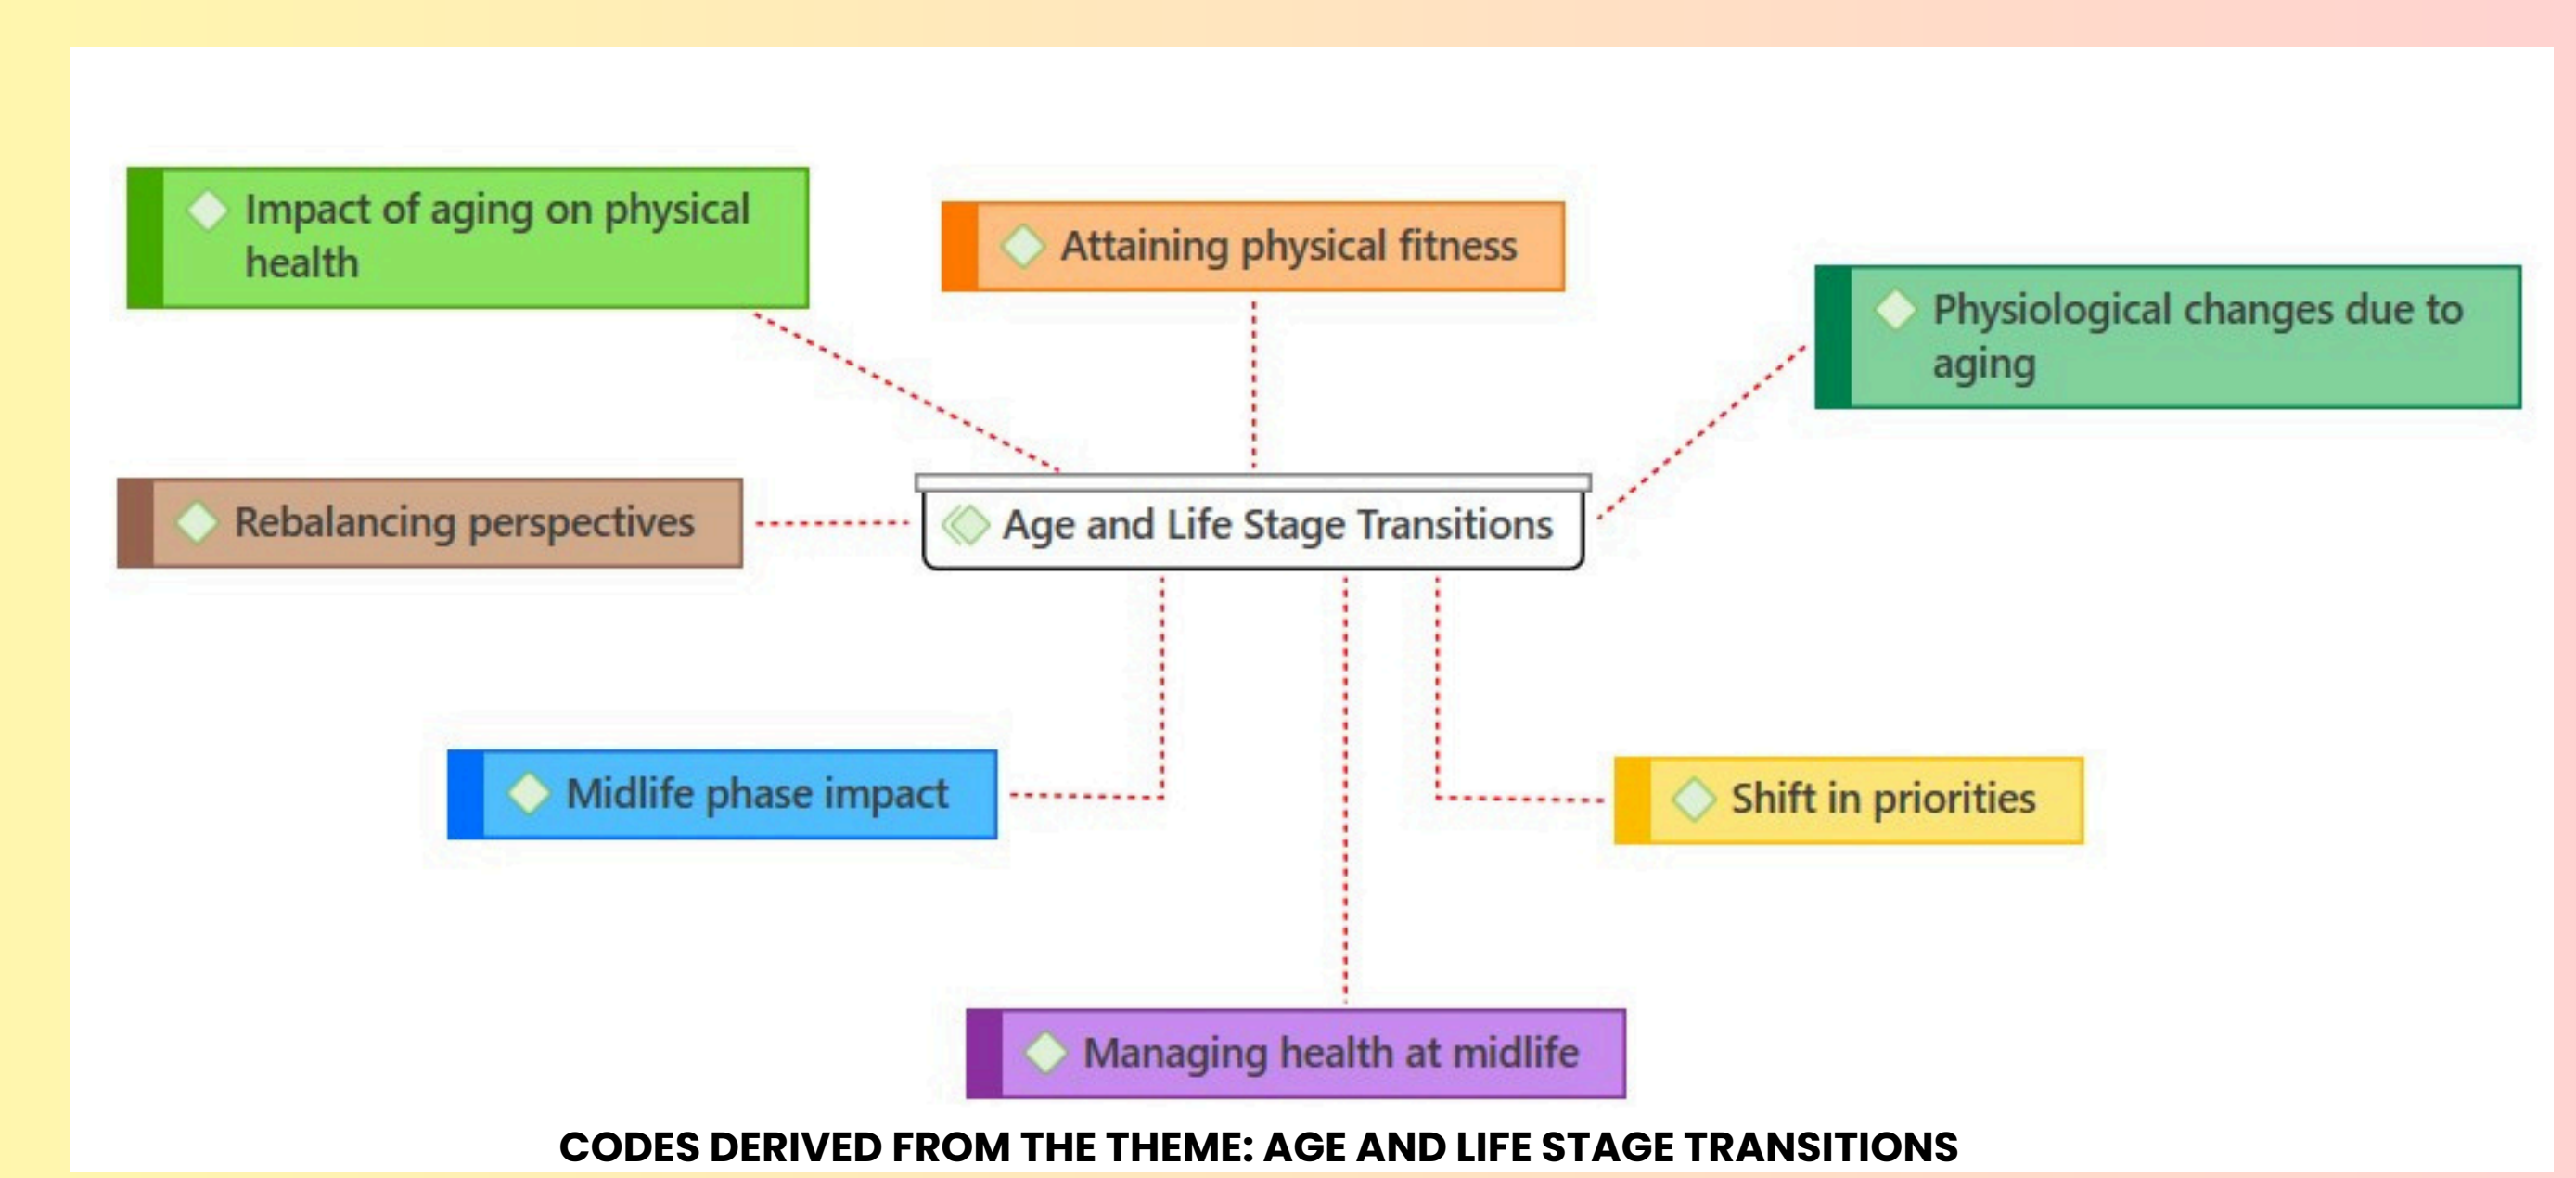 Impact of aging on physical
health
Attaining physical fitness
Physiological changes due to
aging
Rebalancing perspectives
Age and Life Stage Transitions
Midlife phase impact
Shift in priorities
Managing health at midlife
CODES DERIVED FROM THE THEME: AGE AND LIFE STAGE TRANSITIONS